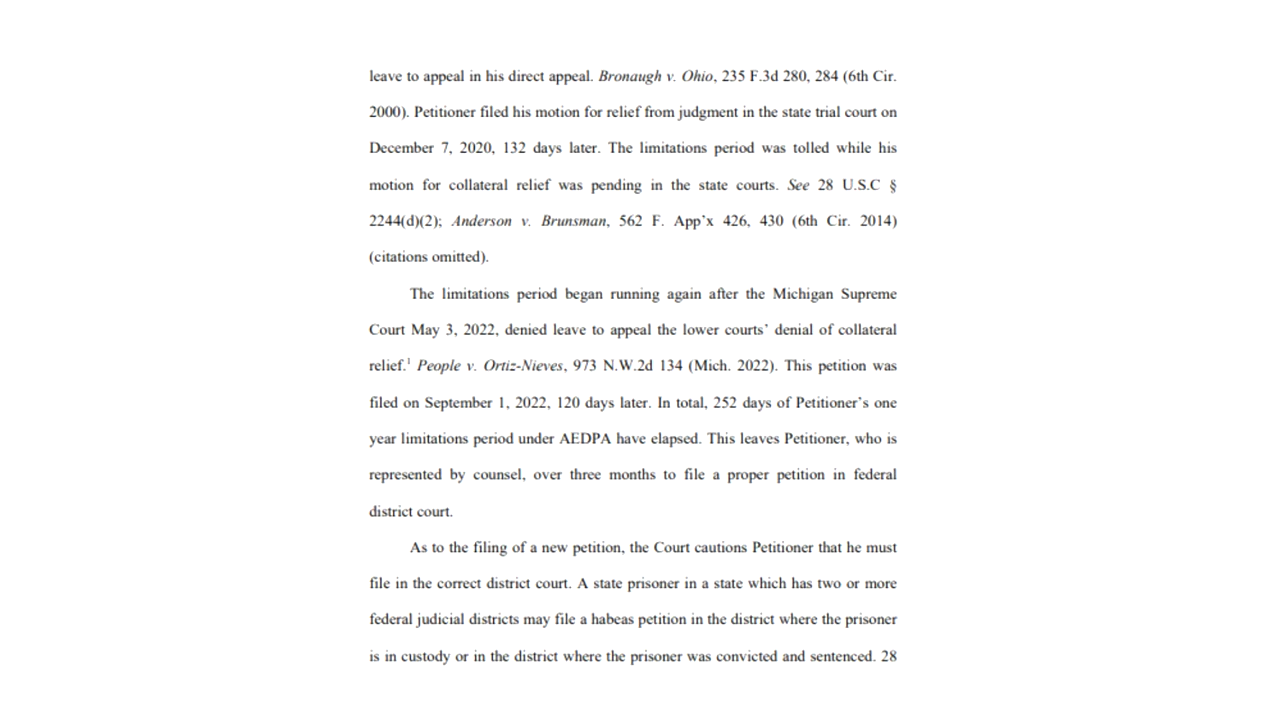 leave to appeal in his direct appeal. Bronaugh v. Ohio, 235 F.3d 280, 284 (6th Cir.
2000). Petitioner filed his motion for relief from judgment in the state trial court on
December 7, 2020, 132 days later. The limitations period was tolled while his
motion for collateral relief was pending in the state courts. See 28 U.S.C §
2244(d)(2); Anderson v. Brunsman, 562 F. App’x 426, 430 (6th Cir. 2014)
(citations omitted).
The limitations period began running again after the Michigan Supreme
Court May 3, 2022, denied leave to appeal the lower courts’ denial of collateral
relief.¹ People v. Ortiz-Nieves, 973 N.W.2d 134 (Mich. 2022). This petition was
filed on September 1, 2022, 120 days later. In total, 252 days of Petitioner’s one
year limitations period under AEDPA have elapsed. This leaves Petitioner, who is
represented by counsel, over three months to file a proper petition in federal
district court.
As to the filing of a new petition, the Court cautions Petitioner that he must
file in the correct district court. A state prisoner in a state which has two or more
federal judicial districts may file a habeas petition in the district where the prisoner
is in custody or in the district where the prisoner was convicted and sentenced. 28